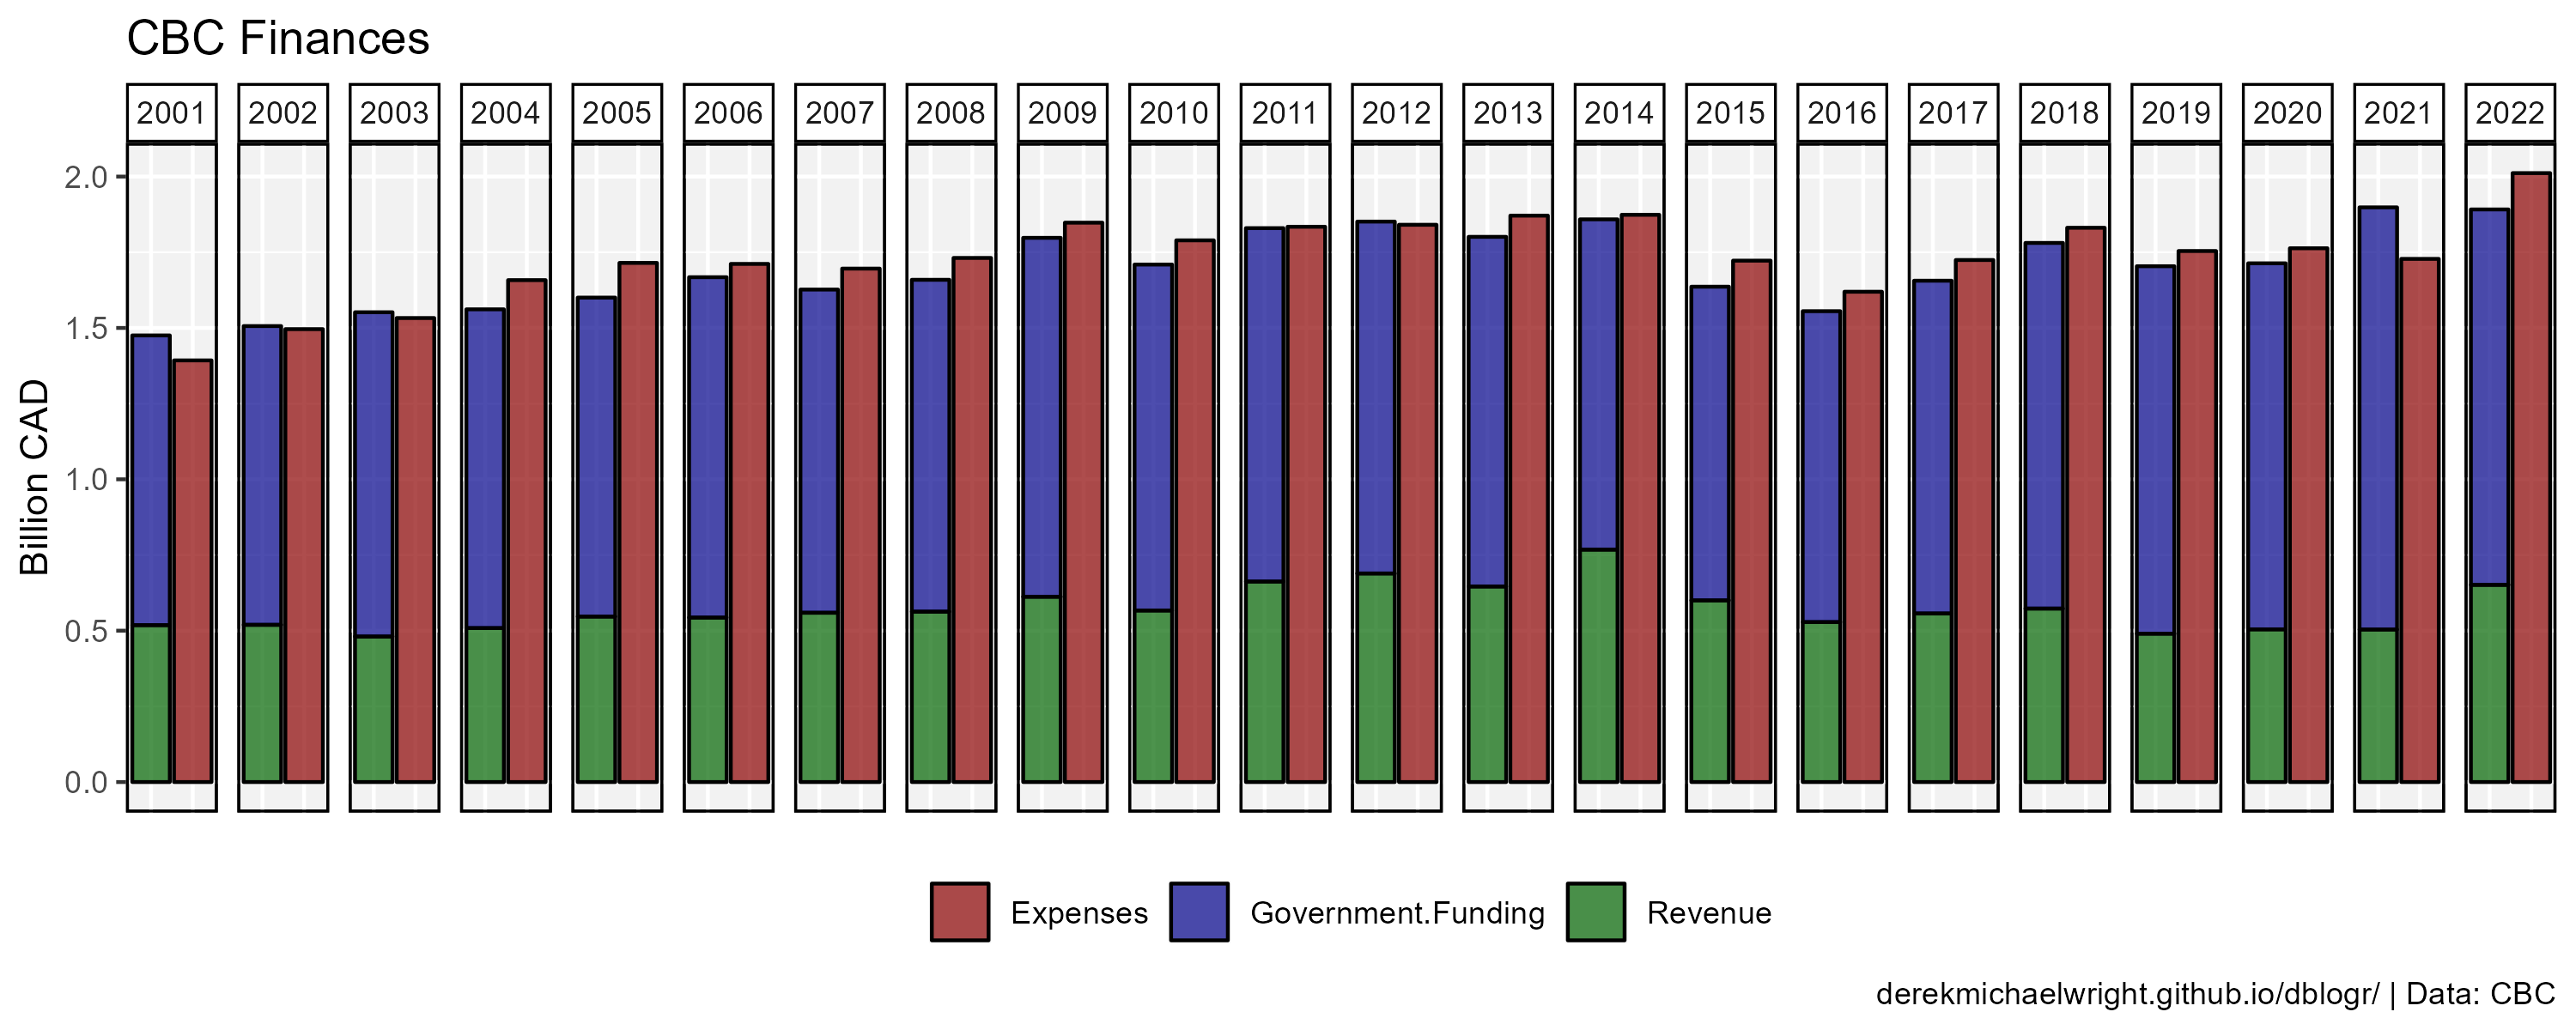 CBC Finances
2001 2002 2003 2004 2005 2006 2007 2008 2009 2010 2011 2012 2013 2014 2015 2016 2017 2018 2019 2020 2021 2022
2.0
1.5
1.0
0.5
0.0
Billion CAD
Expenses Government.Funding Revenue
derekmichaelwright.github.io/dblogr/ | Data: CBC